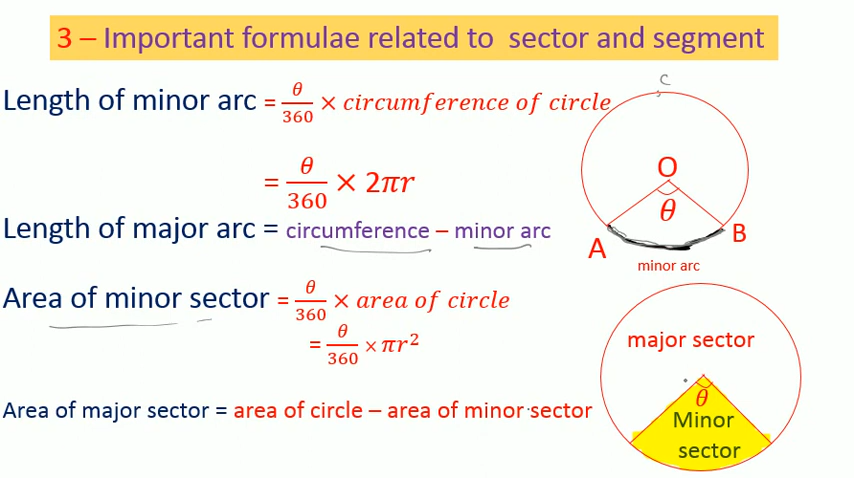 3 – Important formulae related to sector and segment
Length of minor arc = θ/360 × circumference of circle
= θ/360 × 2πr
Length of major arc = circumference – minor arc
Area of minor sector = θ/360 × area of circle
= θ/360 × πr²
Area of major sector = area of circle – area of minor sector
C
O
θ
A
B
minor arc
major sector
θ
Minor
sector